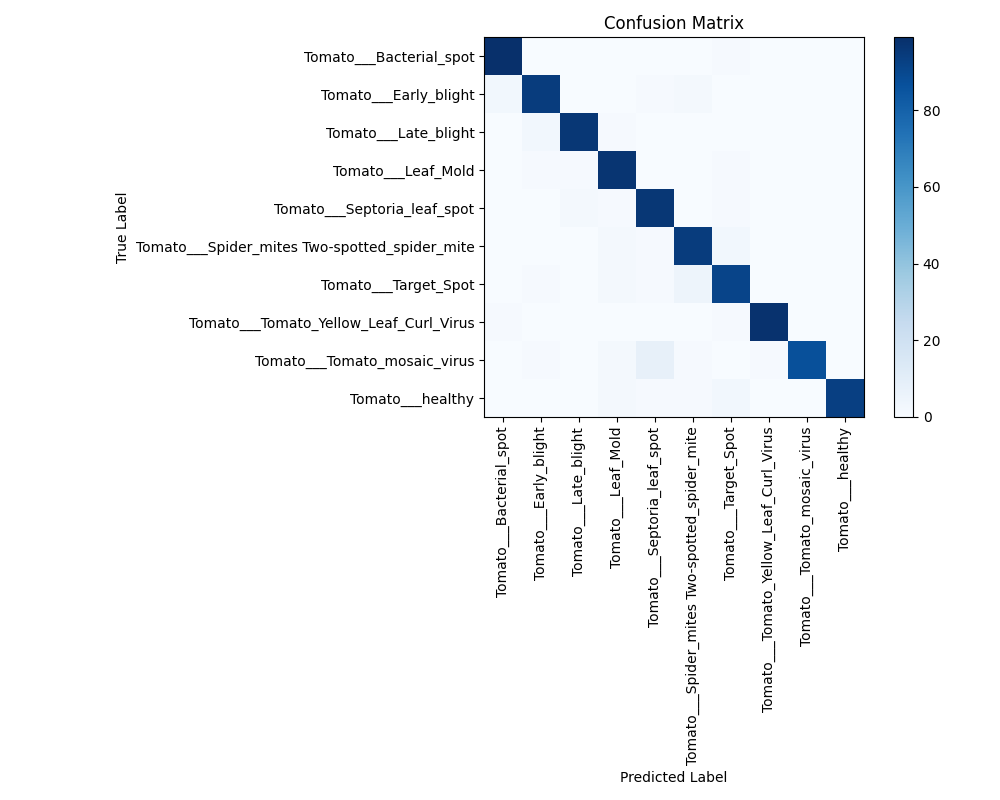 Confusion Matrix
True Label
Tomato___Bacterial_spot
Tomato___Early_blight
Tomato___Late_blight
Tomato___Leaf_Mold
Tomato___Septoria_leaf_spot
Tomato___Spider_mites Two-spotted_spider_mite
Tomato___Target_Spot
Tomato___Tomato_Yellow_Leaf_Curl_Virus
Tomato___Tomato_mosaic_virus
Tomato___healthy
80
60
40
20
0
Tomato___Bacterial_spot
Tomato___Early_blight
Tomato___Late_blight
Tomato___Leaf_Mold
Tomato___Septoria_leaf_spot
Tomato___Spider_mites Two-spotted_spider_mite
Tomato___Target_Spot
Tomato___Tomato_Yellow_Leaf_Curl_Virus
Tomato___Tomato_mosaic_virus
Tomato___healthy
Predicted Label